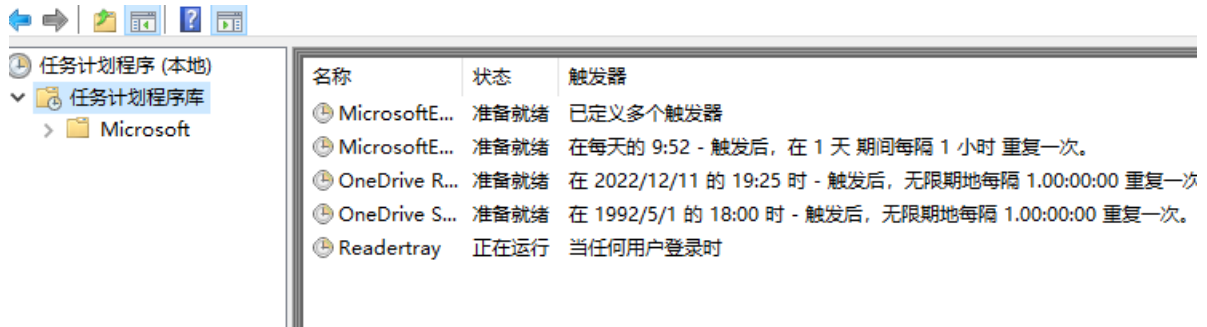 任务计划程序 (本地)
任务计划程序库
Microsoft
名称 状态 触发器
MicrosoftE... 准备就绪 已定义多个触发器
MicrosoftE... 准备就绪 在每天的 9:52 - 触发后，在 1 天 期间每隔 1 小时 重复一次。
OneDrive R... 准备就绪 在 2022/12/11 的 19:25 时 - 触发后，无限期地每隔 1.00:00:00 重复一次
OneDrive S... 准备就绪 在 1992/5/1 的 18:00 时 - 触发后，无限期地每隔 1.00:00:00 重复一次。
Readertray 正在运行 当任何用户登录时